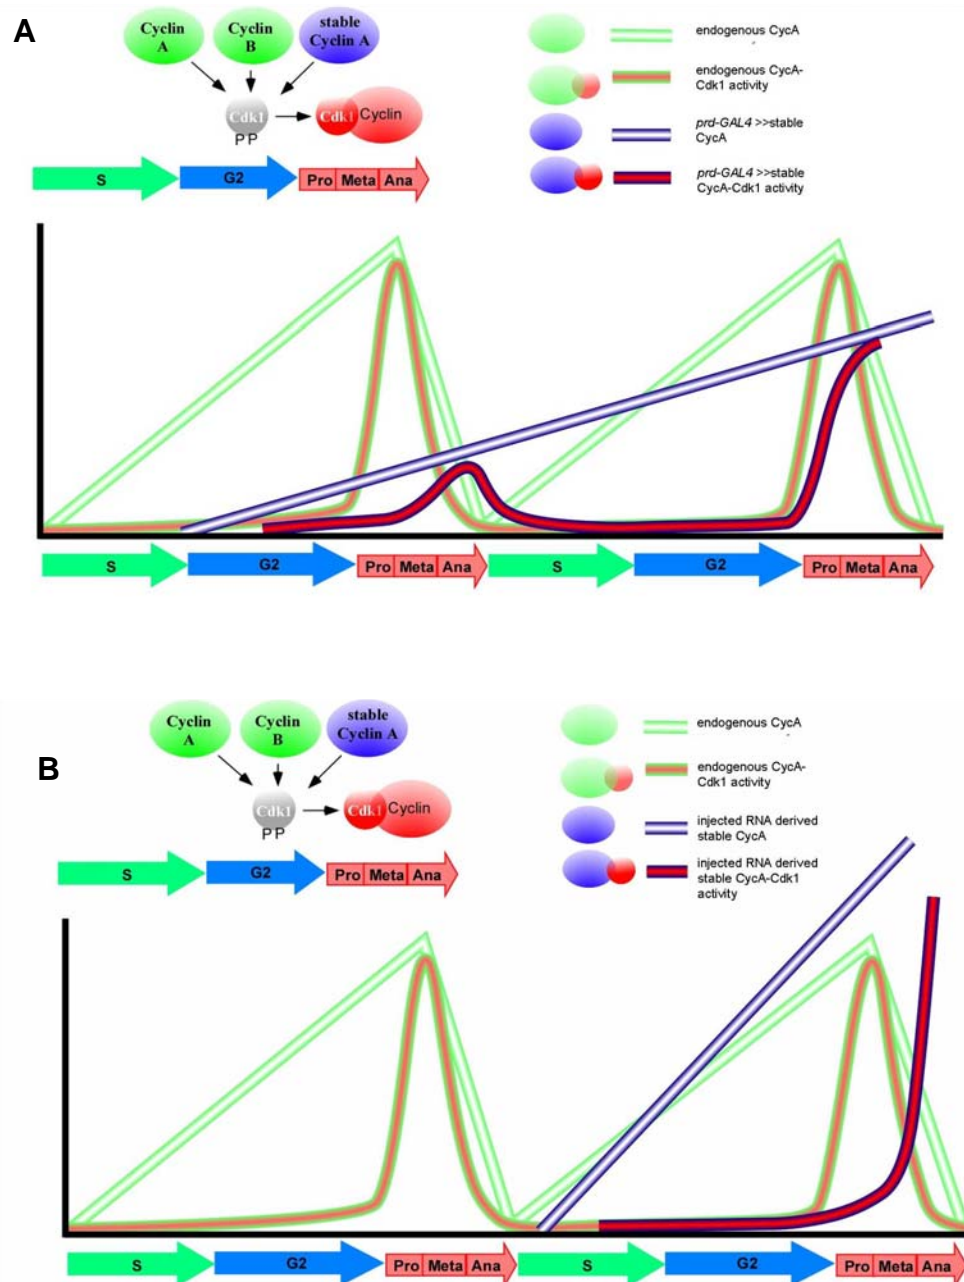 A
Cyclin
A
Cyclin
B
stable
Cyclin A
Cdk1
P P
Cdk1 Cyclin
S
G2
Pro Meta Ana
endogenous CycA
endogenous CycA-
Cdk1 activity
prd-GAL4 >>stable
CycA
prd-GAL4 >>stable
CycA-Cdk1 activity
S
G2
Pro Meta Ana
S
G2
Pro Meta Ana
B
Cyclin
A
Cyclin
B
stable
Cyclin A
Cdk1
P P
Cdk1 Cyclin
S
G2
Pro Meta Ana
endogenous CycA
endogenous CycA-
Cdk1 activity
injected RNA derived
stable CycA
injected RNA derived
stable CycA-Cdk1
activity
S
G2
Pro Meta Ana
S
G2
Pro Meta Ana